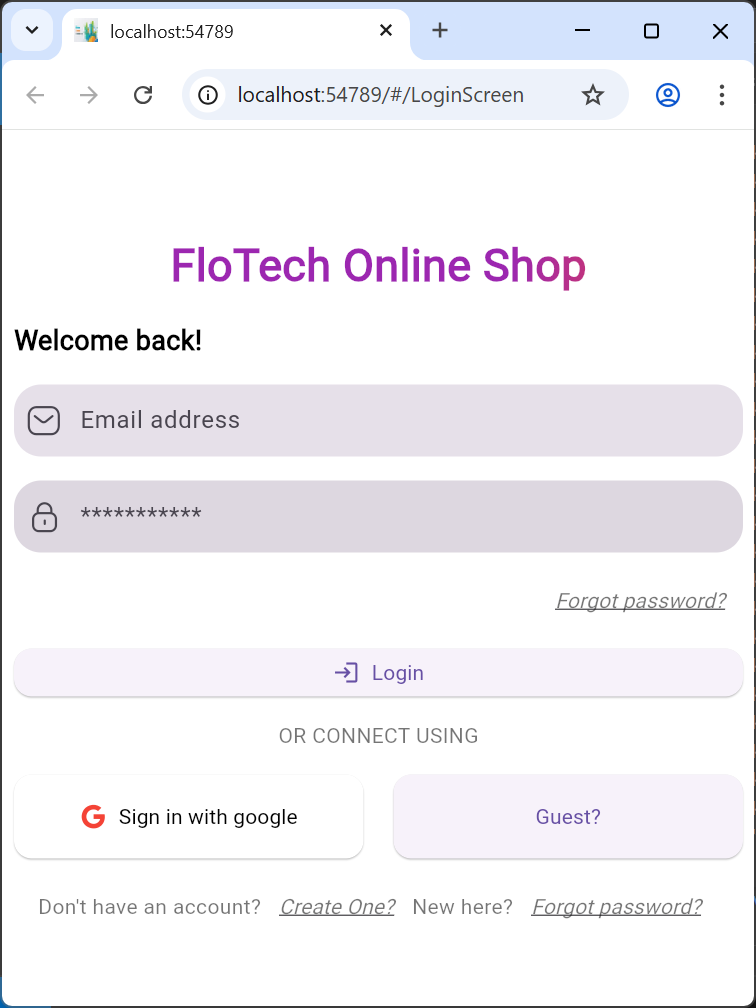 localhost:54789
localhost:54789/#/LoginScreen
FloTech Online Shop
Welcome back!
Email address
***********
Forgot password?
Login
OR CONNECT USING
Sign in with google
Guest?
Don't have an account? Create One? New here? Forgot password?